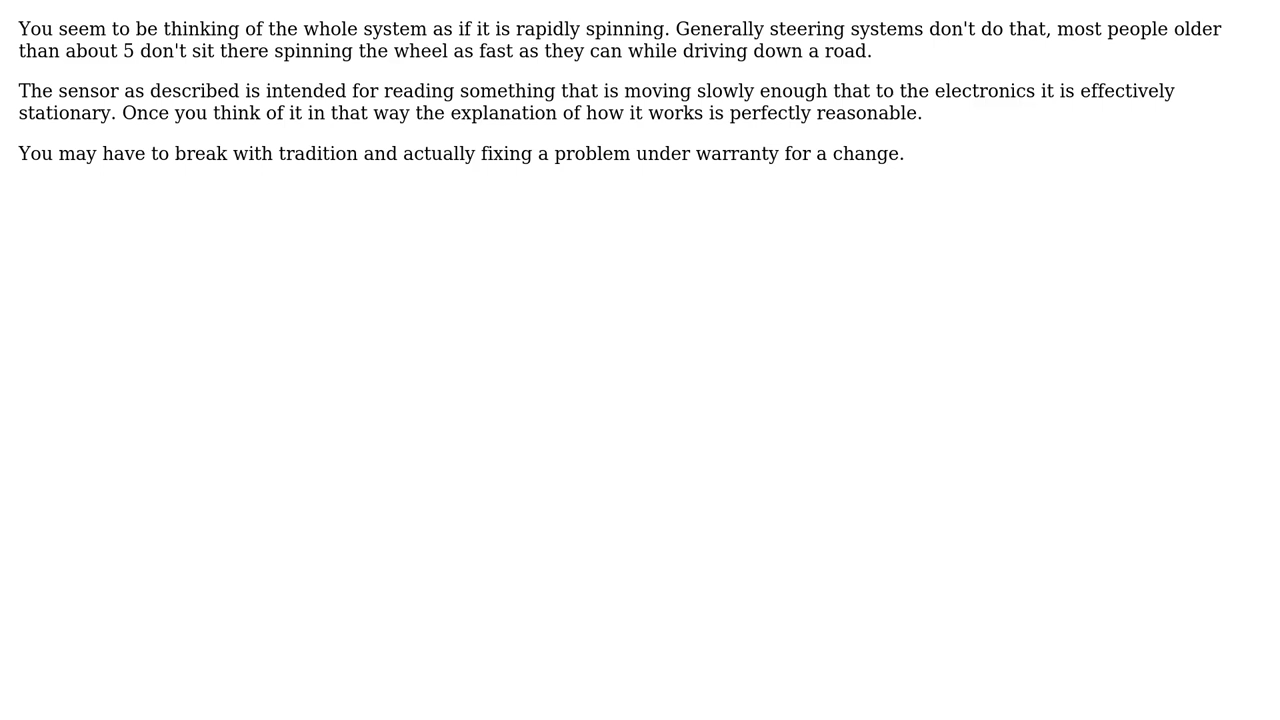 You seem to be thinking of the whole system as if it is rapidly spinning. Generally steering systems don't do that, most people older
than about 5 don't sit there spinning the wheel as fast as they can while driving down a road.
The sensor as described is intended for reading something that is moving slowly enough that to the electronics it is effectively
stationary. Once you think of it in that way the explanation of how it works is perfectly reasonable.
You may have to break with tradition and actually fixing a problem under warranty for a change.